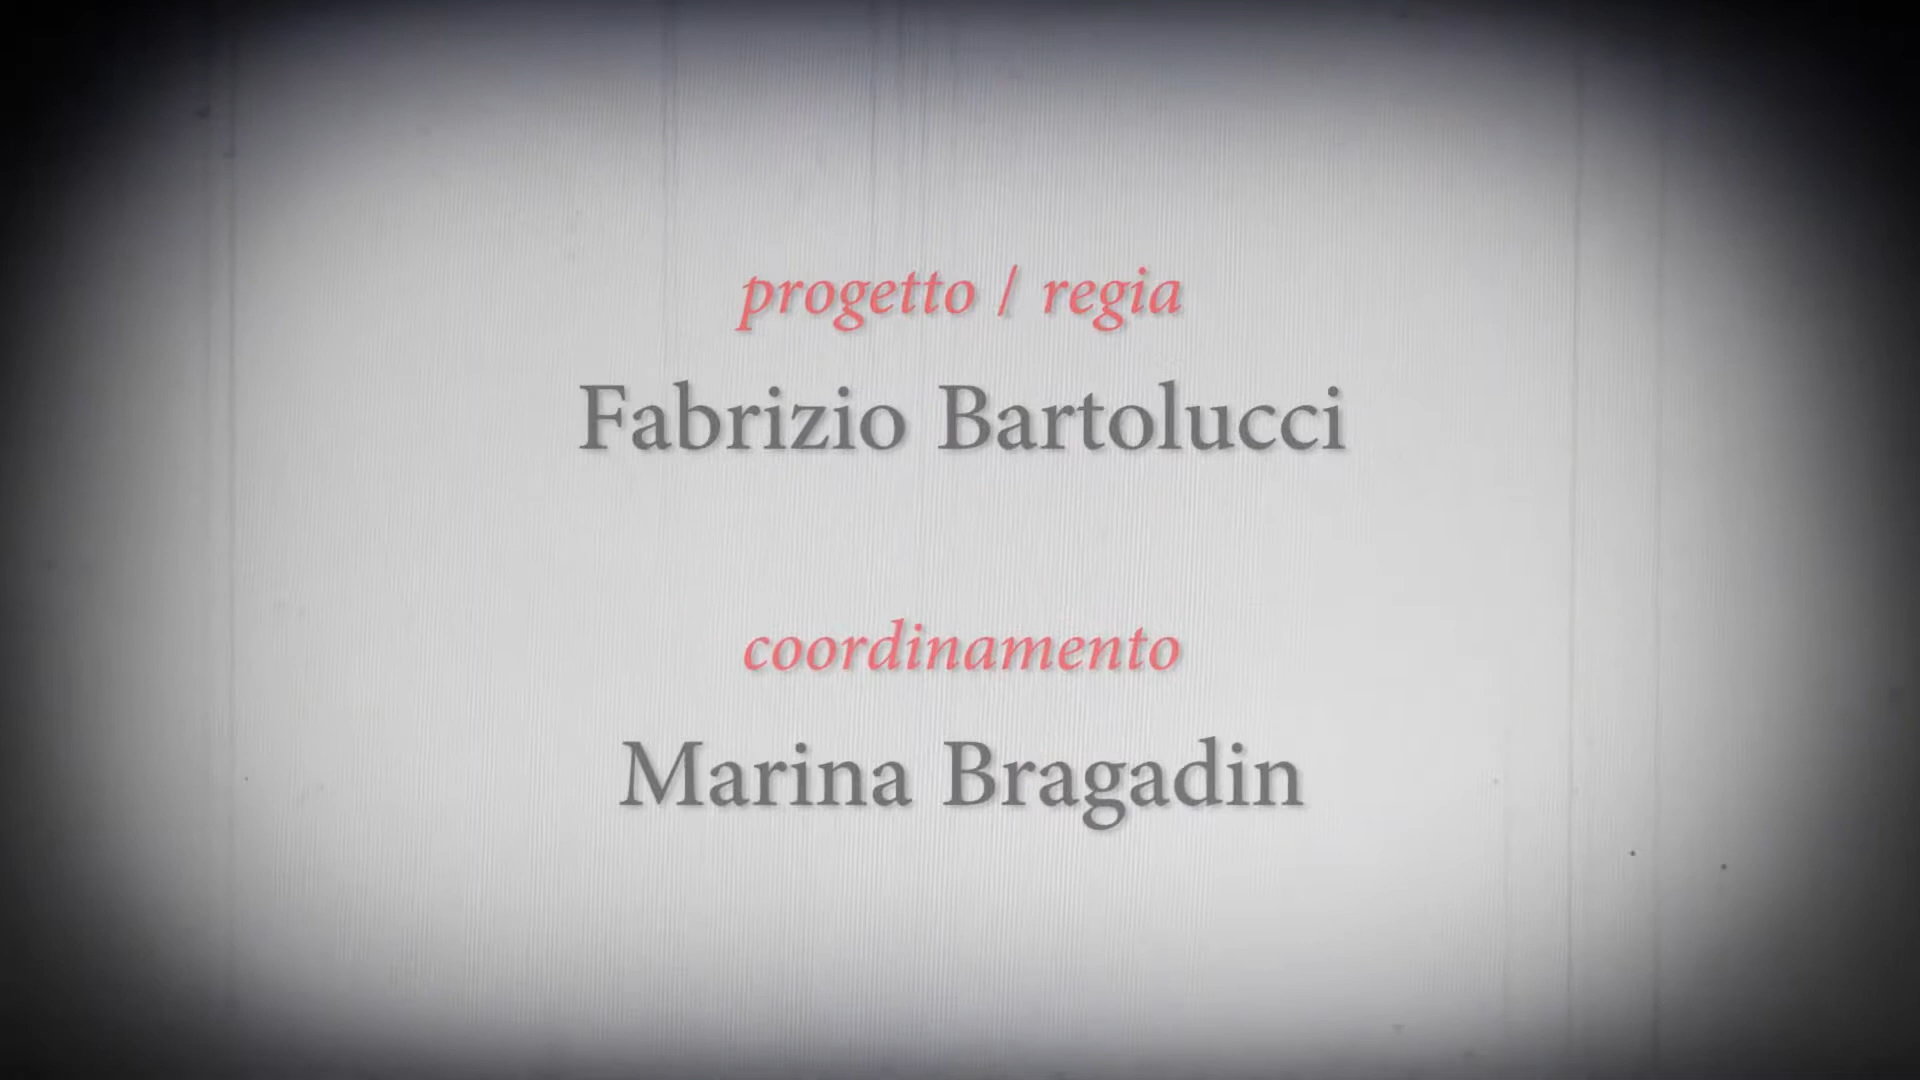 progetto / regia
Fabrizio Bartolucci
coordinamento
Marina Bragadin